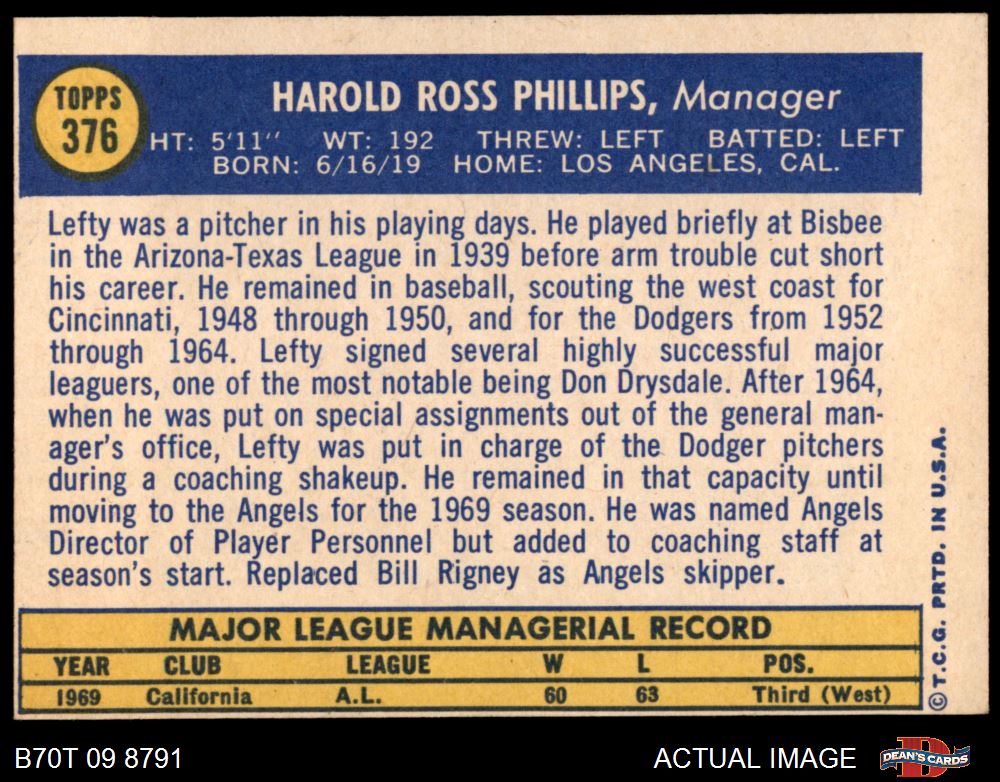 TOPPS
376
HAROLD ROSS PHILLIPS, Manager
HT: 5'11" WT: 192 THREW: LEFT BATTED: LEFT
BORN: 6/16/19 HOME: LOS ANGELES, CAL.
Lefty was a pitcher in his playing days. He played briefly at Bisbee
in the Arizona-Texas League in 1939 before arm trouble cut short
his career. He remained in baseball, scouting the west coast for
Cincinnati, 1948 through 1950, and for the Dodgers from 1952
through 1964. Lefty signed several highly successful major
leaguers, one of the most notable being Don Drysdale. After 1964,
when he was put on special assignments out of the general man-
ager's office, Lefty was put in charge of the Dodger pitchers
during a coaching shakeup. He remained in that capacity until
moving to the Angels for the 1969 season. He was named Angels
Director of Player Personnel but added to coaching staff at
season's start. Replaced Bill Rigney as Angels skipper.
MAJOR LEAGUE MANAGERIAL RECORD
YEAR CLUB LEAGUE W L POS.
1969 California A.L. 60 63 Third (West)
© T.C.G. PRTD. IN U.S.A.
B70T 09 8791
ACTUAL IMAGE
DEAN'S CARDS